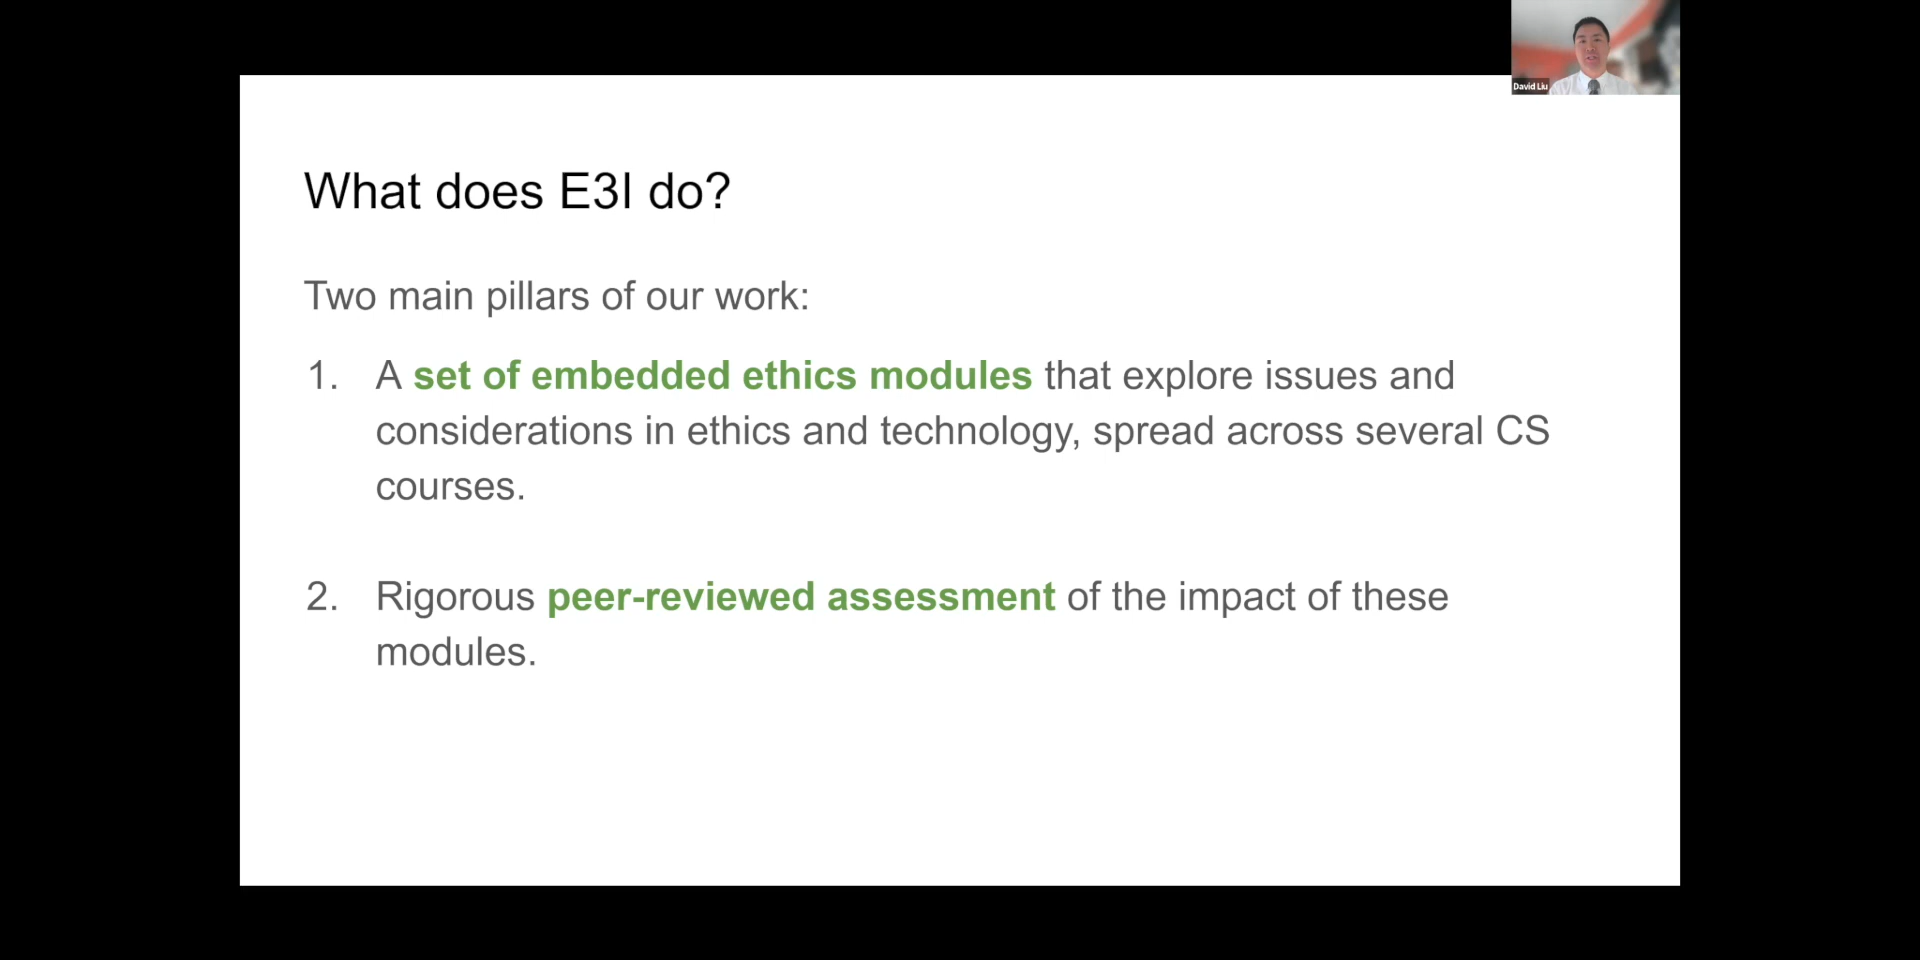 David Liu
What does E3I do?
Two main pillars of our work:
1. A set of embedded ethics modules that explore issues and
considerations in ethics and technology, spread across several CS
courses.
2. Rigorous peer-reviewed assessment of the impact of these
modules.